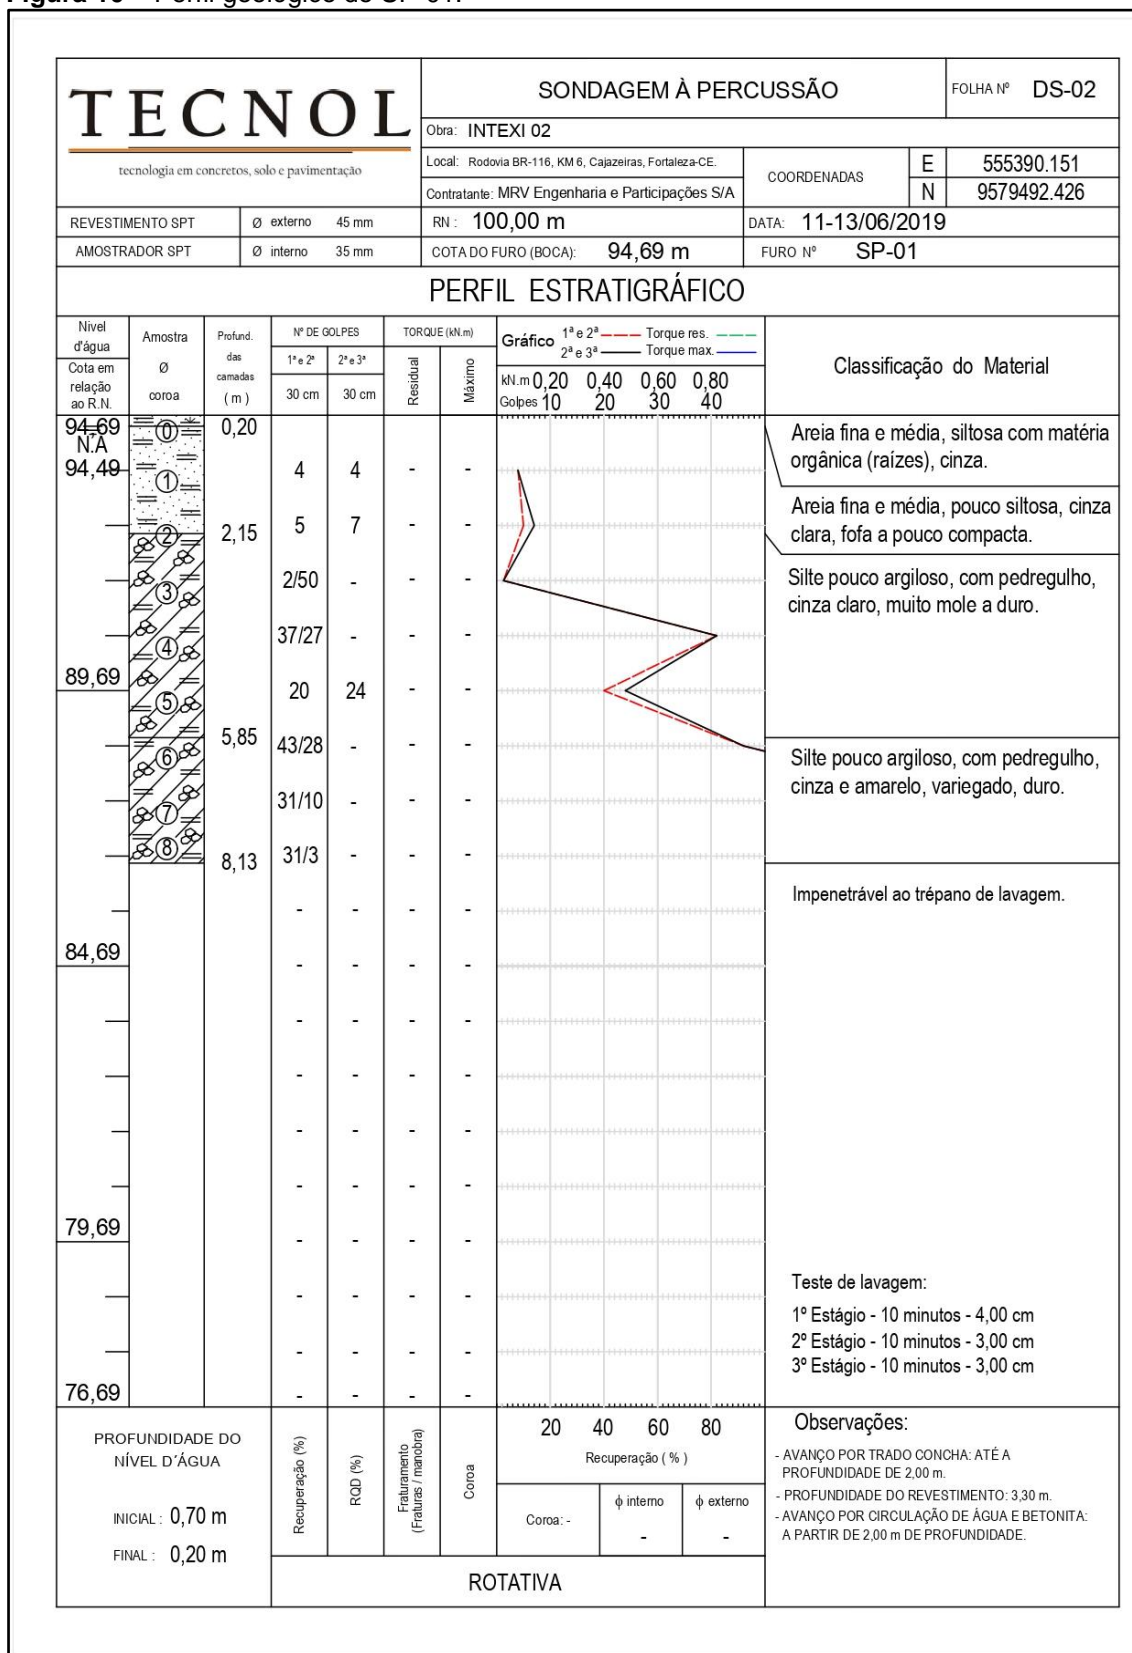 TECNOL
tecnologia em concretos, solo e pavimentação
SONDAGEM À PERCUSSÃO
FOLHA Nº DS-02
Obra: INTEXI 02
Local: Rodovia BR-116, KM 6, Cajazeiras, Fortaleza-CE.
Contratante: MRV Engenharia e Participações S/A
COORDENADAS
E 555390.151
N 9579492.426
REVESTIMENTO SPT Ø externo 45 mm
RN : 100,00 m
DATA: 11-13/06/2019
AMOSTRADOR SPT Ø interno 35 mm
COTA DO FURO (BOCA): 94,69 m
FURO Nº SP-01
PERFIL ESTRATIGRÁFICO
Nível
d'água
Cota em
relação
ao R.N.
Amostra
Ø
coroa
Profund.
das
camadas
( m )
Nº DE GOLPES
1ª e 2ª 2ª e 3ª
30 cm 30 cm
TORQUE (kN.m)
Residual
Máximo
Gráfico 1ª e 2ª Torque res.
2ª e 3ª Torque max.
kN.m 0,20 0,40 0,60 0,80
Golpes 10 20 30 40
Classificação do Material
94,69 0 0,20
N.A
94,49 1 4 4 - -
2 2,15 5 7 - -
3 2/50 - - -
4 37/27 - - -
89,69 5 20 24 - -
5,85
6 43/28 - - -
7 31/10 - - -
8 8,13 31/3 - - -
- - - -
84,69 - - - -
- - - -
- - - -
- - - -
- - - -
79,69 - - - -
- - - -
- - - -
76,69 - - - -
Areia fina e média, siltosa com matéria
orgânica (raízes), cinza.
Areia fina e média, pouco siltosa, cinza
clara, fofa a pouco compacta.
Silte pouco argiloso, com pedregulho,
cinza claro, muito mole a duro.
Silte pouco argiloso, com pedregulho,
cinza e amarelo, variegado, duro.
Impenetrável ao trépano de lavagem.
Teste de lavagem:
1º Estágio - 10 minutos - 4,00 cm
2º Estágio - 10 minutos - 3,00 cm
3º Estágio - 10 minutos - 3,00 cm
PROFUNDIDADE DO
NÍVEL D´ÁGUA
INICIAL : 0,70 m
FINAL : 0,20 m
Recuperação (%)
RQD (%)
Fraturamento
(Fraturas / manobra)
Coroa
20 40 60 80
Recuperação ( % )
Coroa: -
ϕ interno ϕ externo
- -
ROTATIVA
Observações:
- AVANÇO POR TRADO CONCHA: ATÉ A
PROFUNDIDADE DE 2,00 m.
- PROFUNDIDADE DO REVESTIMENTO: 3,30 m.
- AVANÇO POR CIRCULAÇÃO DE ÁGUA E BETONITA:
A PARTIR DE 2,00 m DE PROFUNDIDADE.